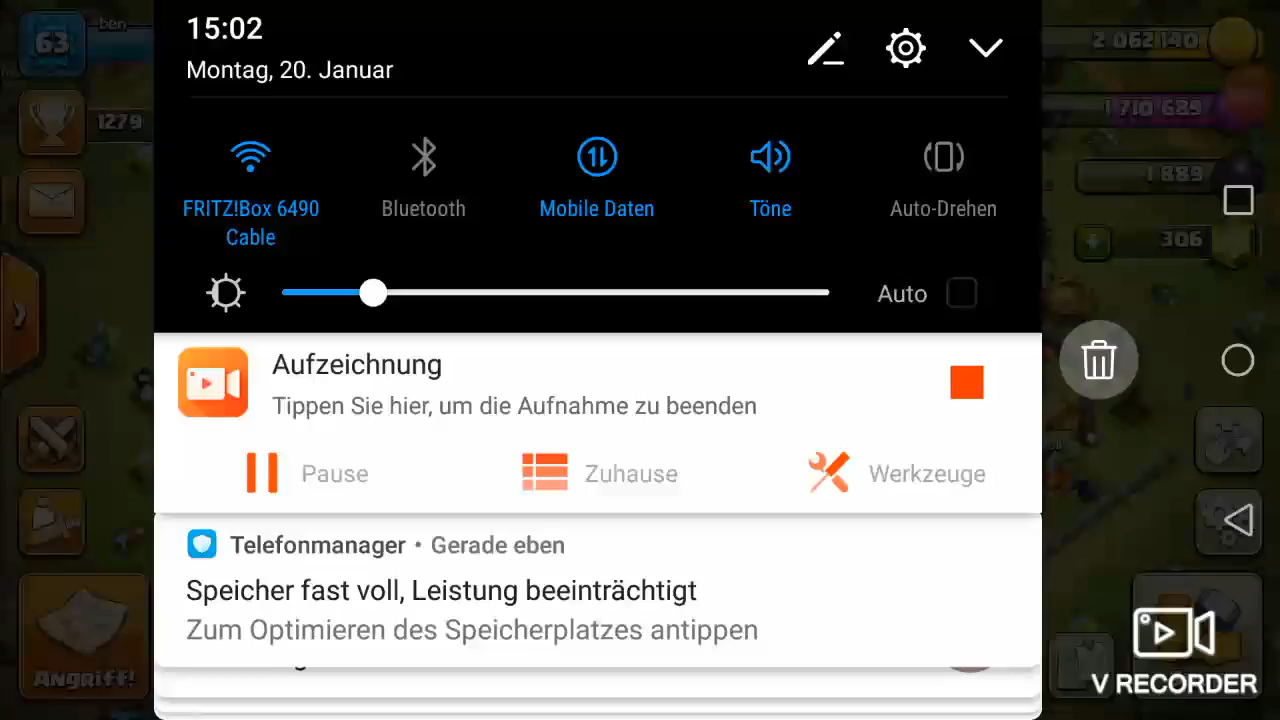 15:02
Montag, 20. Januar
63
ben
1279
2 062 140
1 710 689
1 889
306
FRITZ!Box 6490
Cable
Bluetooth
Mobile Daten
Töne
Auto-Drehen
Auto
Aufzeichnung
Tippen Sie hier, um die Aufnahme zu beenden
Pause
Zuhause
Werkzeuge
Telefonmanager • Gerade eben
Speicher fast voll, Leistung beeinträchtigt
Zum Optimieren des Speicherplatzes antippen
Angriff!
V RECORDER